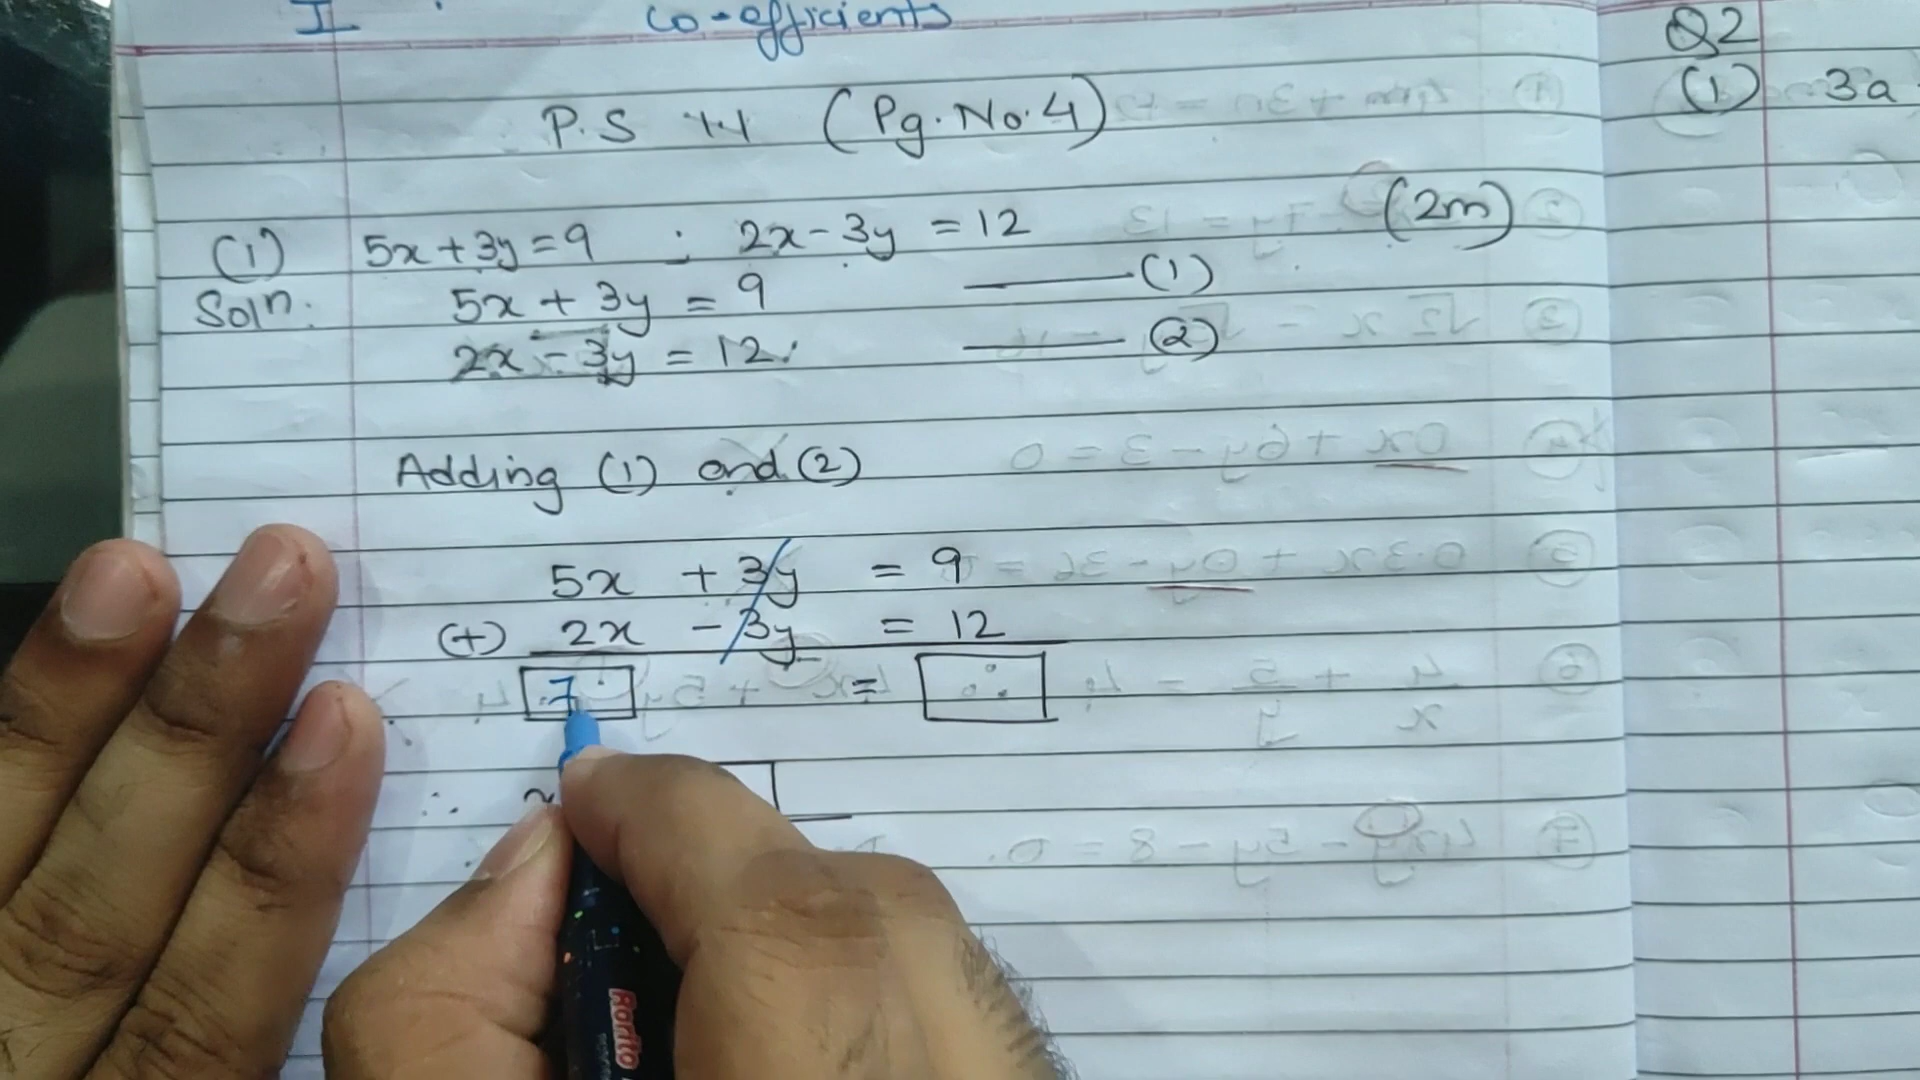 I co-efficients
P.S 1.1 (Pg. No. 4)
(1) 5x + 3y = 9 ; 2x - 3y = 12 (2m)
Soln: 5x + 3y = 9 —— (1)
2x - 3y = 12. —— (2)
Adding (1) and (2)
5x + 3y = 9
(+) 2x - 3y = 12
7 =
∴
Q2
(1) 3a
Rorito